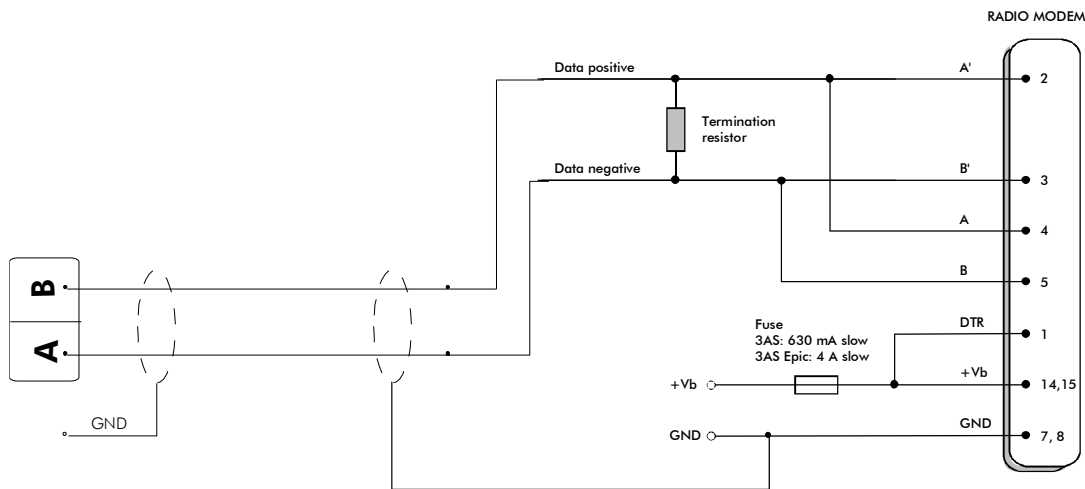 RADIO MODEM
Data positive
A'
2
Termination
resistor
Data negative
B'
3
A
4
B
5
B
A
Fuse
3AS: 630 mA slow
3AS Epic: 4 A slow
DTR
1
+Vb
+Vb
14,15
GND
GND
GND
7, 8